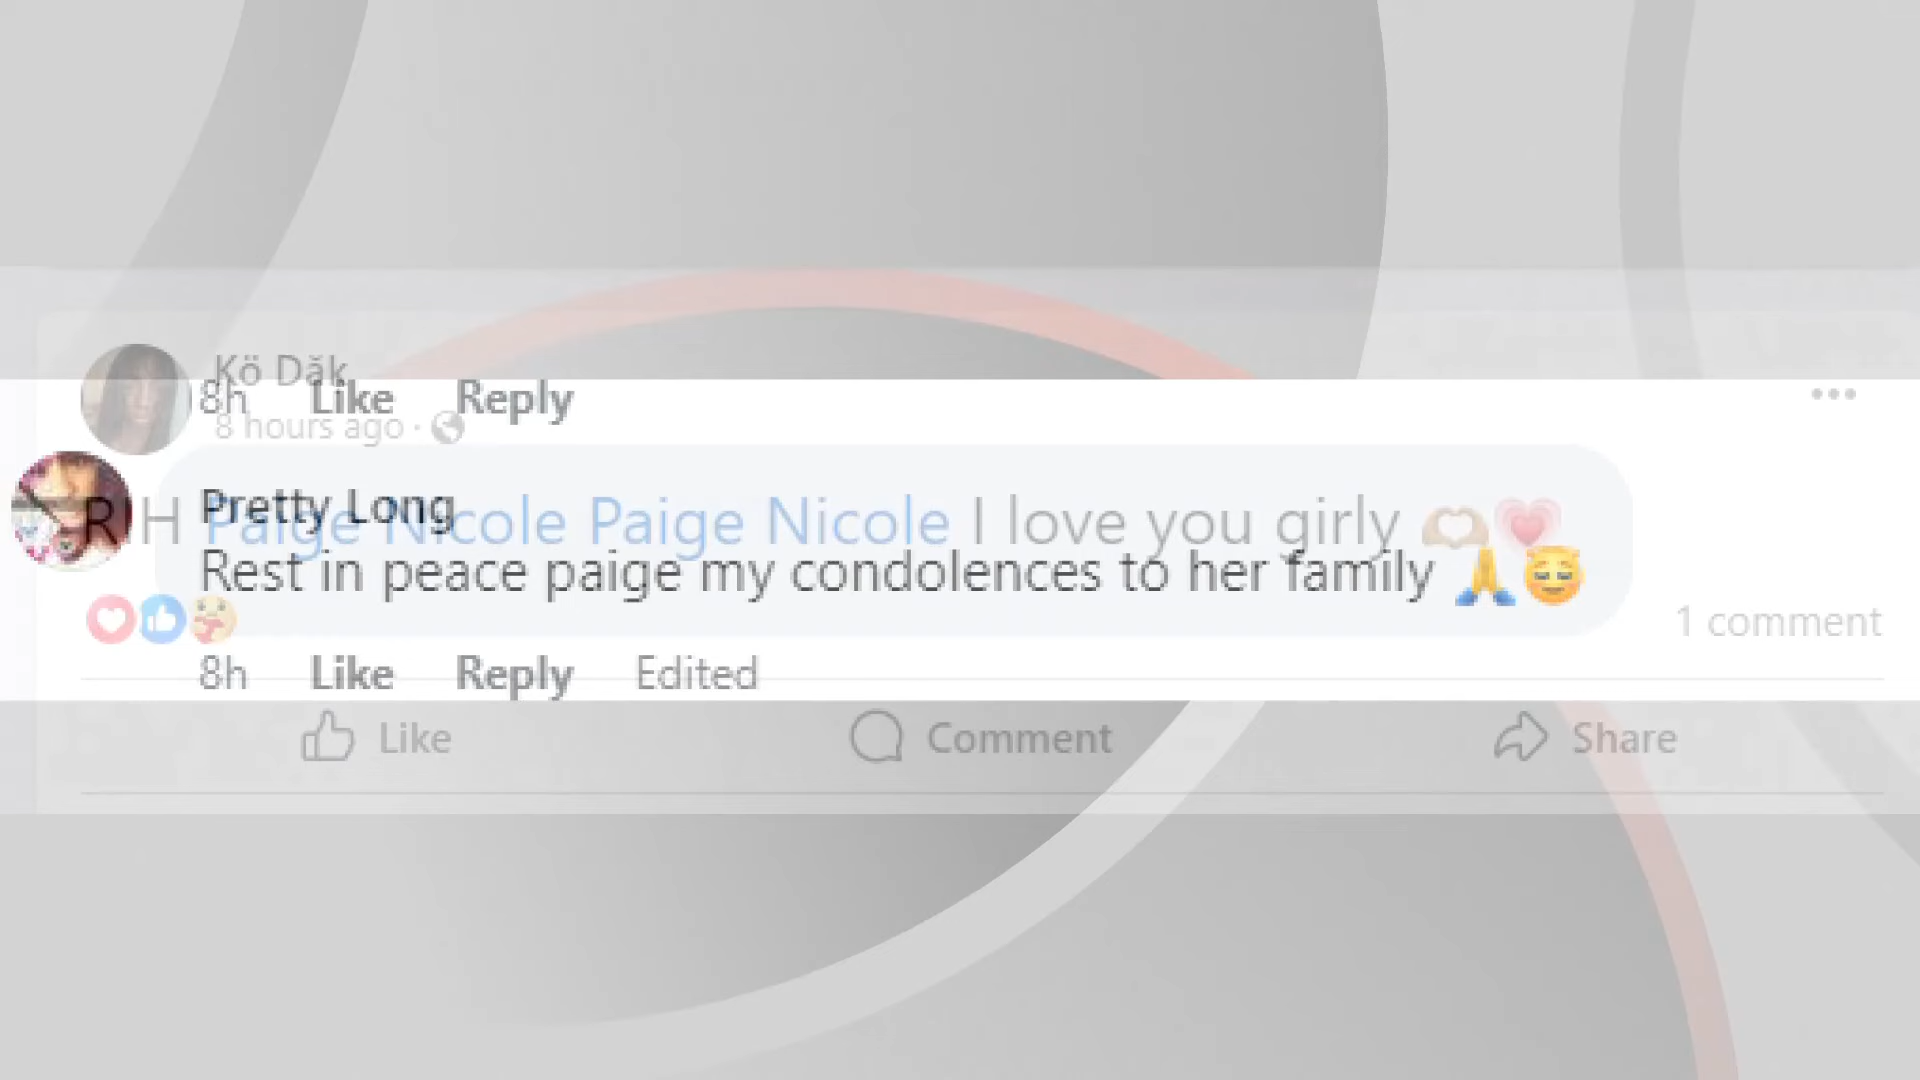 Kö Dăk
8h Like Reply
8 hours ago ·
Pretty Long
RIH Paige Nicole Paige Nicole I love you girly 🫶🏻💗
Rest in peace paige my condolences to her family 🙏
1 comment
8h Like Reply Edited
Like Comment Share